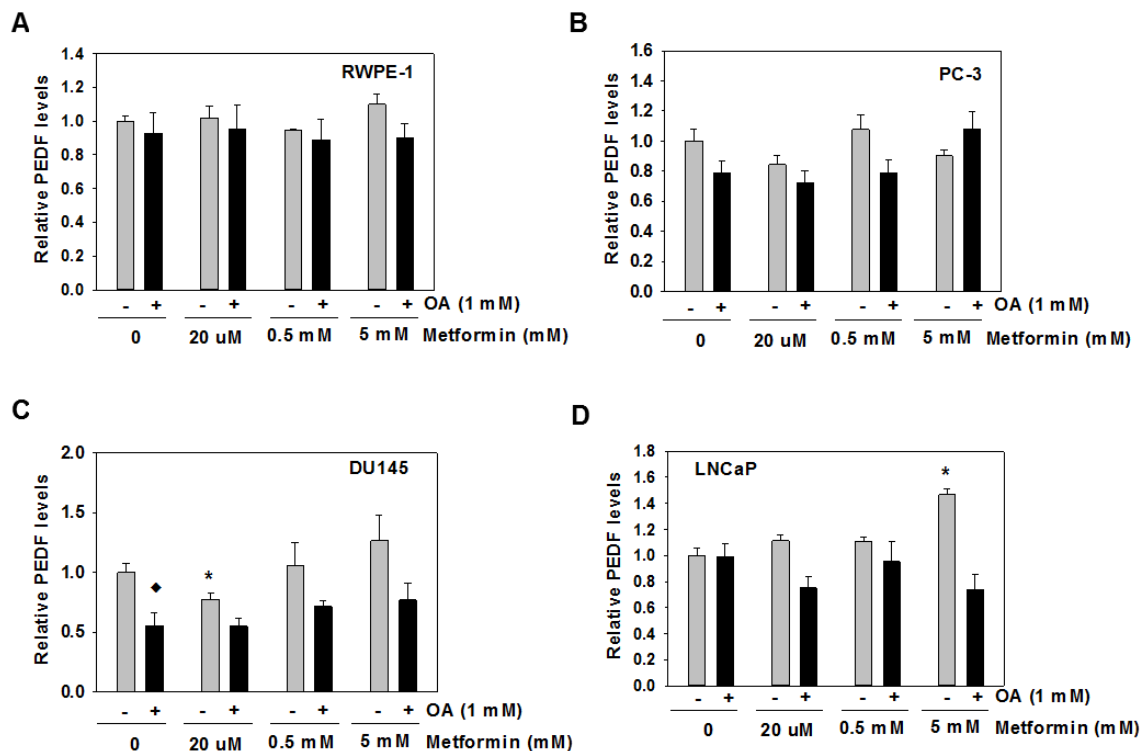 A
Relative PEDF levels
1.4
1.2
1.0
0.8
0.6
0.4
0.2
0.0
RWPE-1
- + - + - + - + OA (1 mM)
0 20 uM 0.5 mM 5 mM Metformin (mM)
B
Relative PEDF levels
1.6
1.4
1.2
1.0
0.8
0.6
0.4
0.2
0.0
PC-3
- + - + - + - + OA (1 mM)
0 20 uM 0.5 mM 5 mM Metformin (mM)
C
Relative PEDF levels
2.0
1.5
1.0
0.5
0.0
DU145
◆ *
- + - + - + - + OA (1 mM)
0 20 uM 0.5 mM 5 mM Metformin (mM)
D
Relative PEDF levels
1.8
1.6
1.4
1.2
1.0
0.8
0.6
0.4
0.2
0.0
LNCaP
*
- + - + - + - + OA (1 mM)
0 20 uM 0.5 mM 5 mM Metformin (mM)